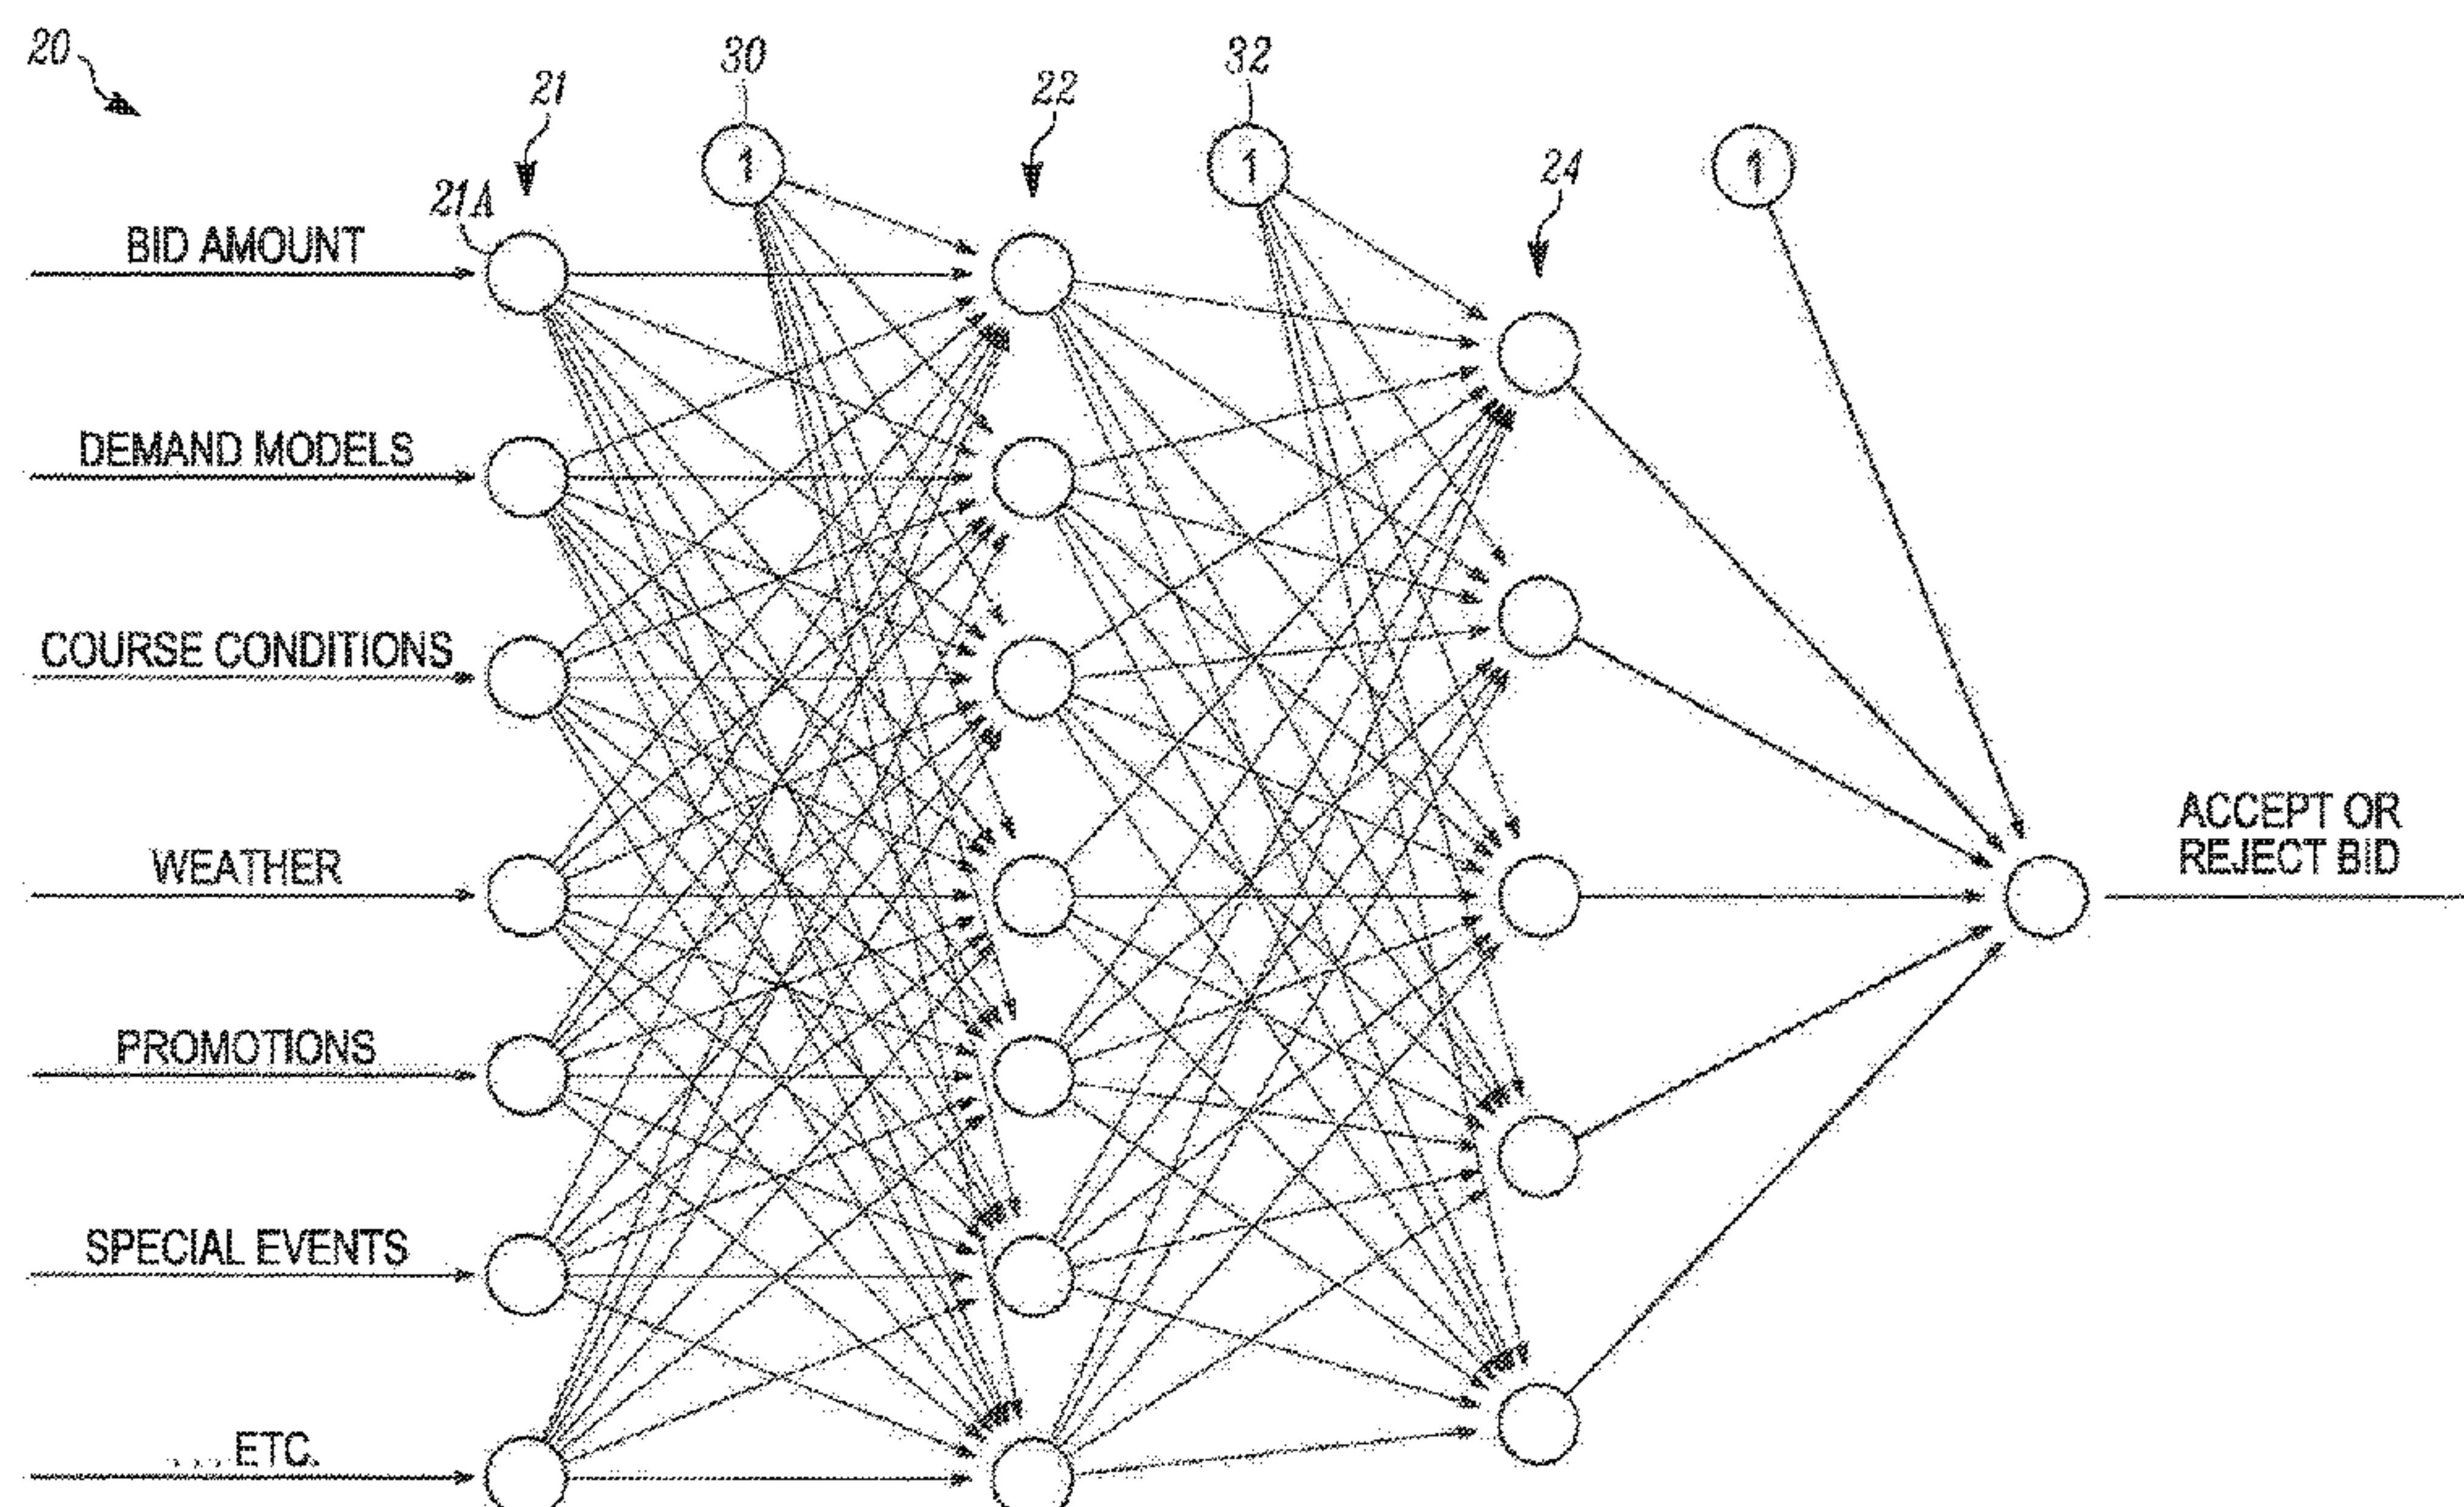 20
21
30
22
32
24
21A
1
1
1
BID AMOUNT
DEMAND MODELS
COURSE CONDITIONS
WEATHER
PROMOTIONS
SPECIAL EVENTS
... ETC.
ACCEPT OR
REJECT BID